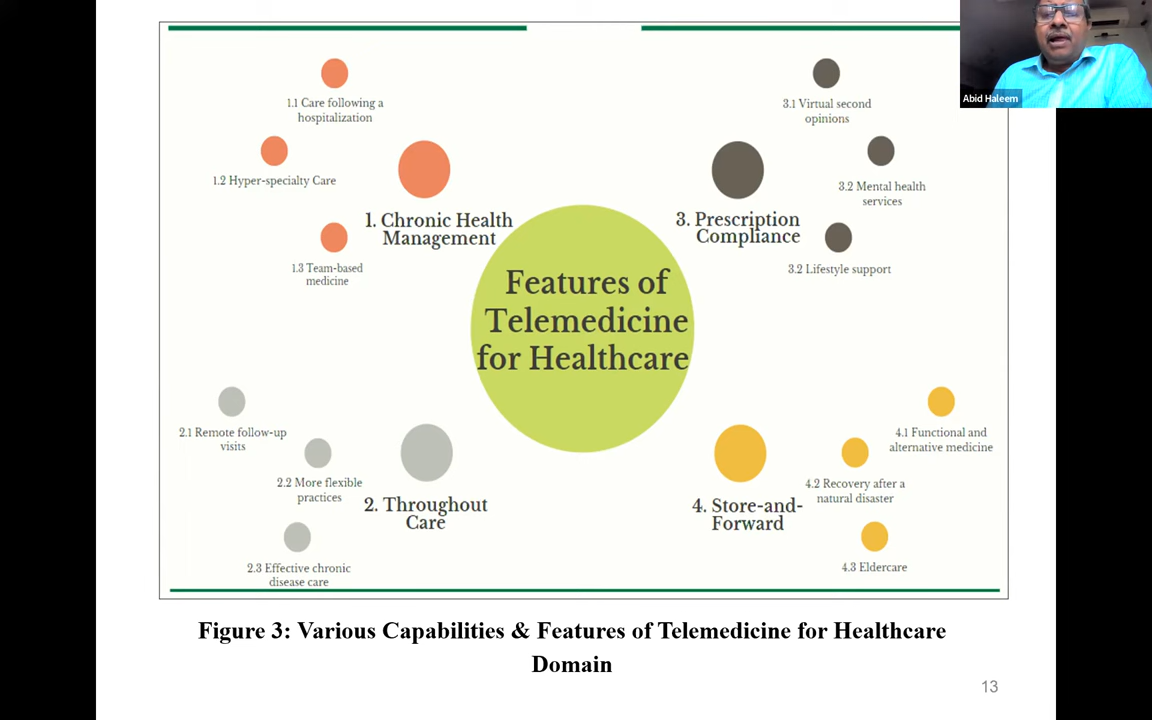 Abid Haleem
1.1 Care following a
hospitalization
1.2 Hyper-specialty Care
1. Chronic Health
Management
1.3 Team-based
medicine
3.1 Virtual second
opinions
3.2 Mental health
services
3. Prescription
Compliance
3.2 Lifestyle support
Features of
Telemedicine
for Healthcare
2.1 Remote follow-up
visits
2.2 More flexible
practices
2. Throughout
Care
2.3 Effective chronic
disease care
4.1 Functional and
alternative medicine
4.2 Recovery after a
natural disaster
4. Store-and-
Forward
4.3 Eldercare
Figure 3: Various Capabilities & Features of Telemedicine for Healthcare
Domain
13